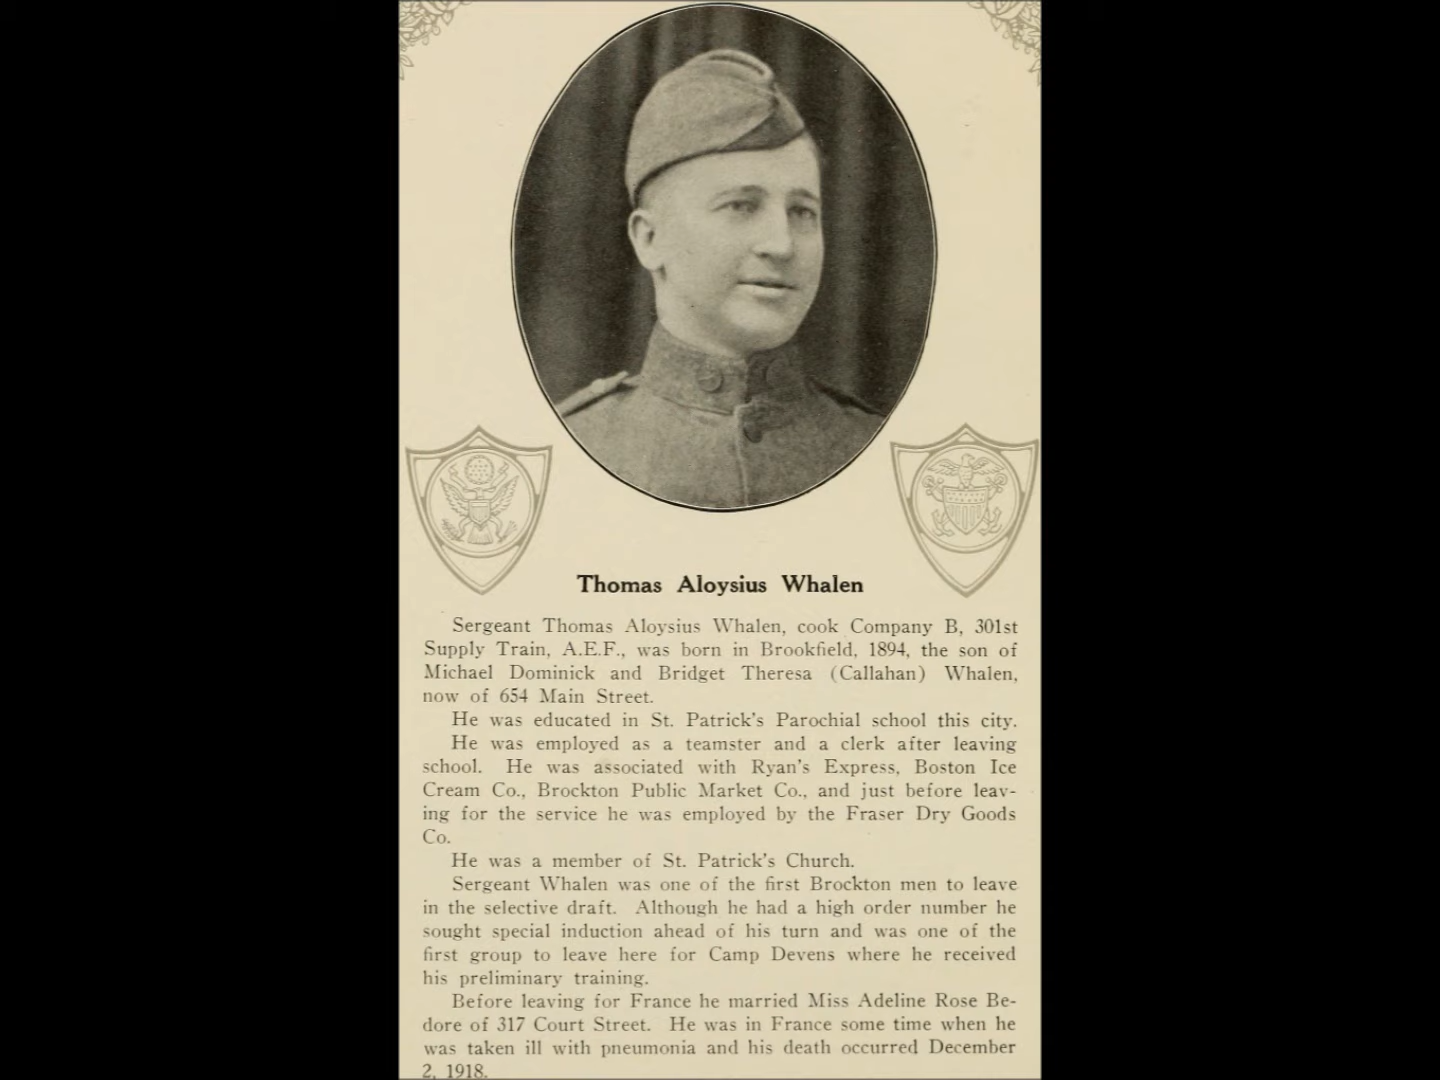 Thomas Aloysius Whalen
Sergeant Thomas Aloysius Whalen, cook Company B, 301st
Supply Train, A.E.F., was born in Brookfield, 1894, the son of
Michael Dominick and Bridget Theresa (Callahan) Whalen,
now of 654 Main Street.
He was educated in St. Patrick's Parochial school this city.
He was employed as a teamster and a clerk after leaving
school. He was associated with Ryan's Express, Boston Ice
Cream Co., Brockton Public Market Co., and just before leav-
ing for the service he was employed by the Fraser Dry Goods
Co.
He was a member of St. Patrick's Church.
Sergeant Whalen was one of the first Brockton men to leave
in the selective draft. Although he had a high order number he
sought special induction ahead of his turn and was one of the
first group to leave here for Camp Devens where he received
his preliminary training.
Before leaving for France he married Miss Adeline Rose Be-
dore of 317 Court Street. He was in France some time when he
was taken ill with pneumonia and his death occurred December
2, 1918.